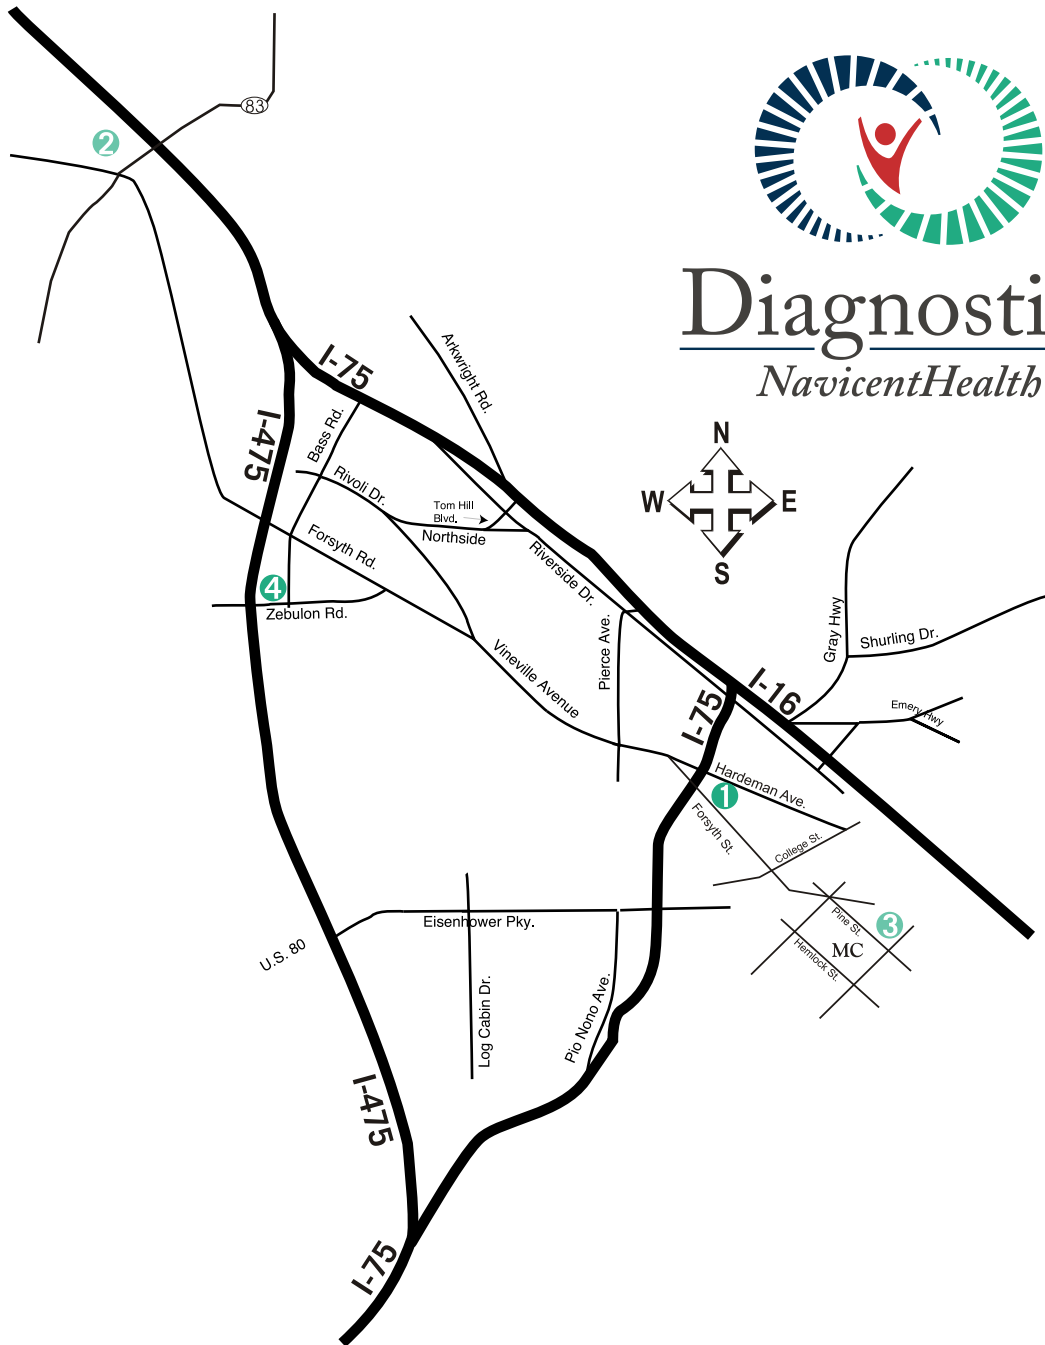 83
2
Diagnosti
NavicentHealth
I-75
Arkwright Rd.
I-475
Bass Rd.
Rivoli Dr.
Tom Hill
Blvd.
Northside
Forsyth Rd.
Riverside Dr.
N
W
E
S
4
Zebulon Rd.
Pierce Ave.
Vineville Avenue
Gray Hwy
Shurling Dr.
I-16
I-75
Emery Hwy
Hardeman Ave.
1
Forsyth St.
College St.
Eisenhower Pky.
U.S. 80
Pine St.
3
MC
Hemlock St.
Log Cabin Dr.
Pio Nono Ave.
I-475
I-75